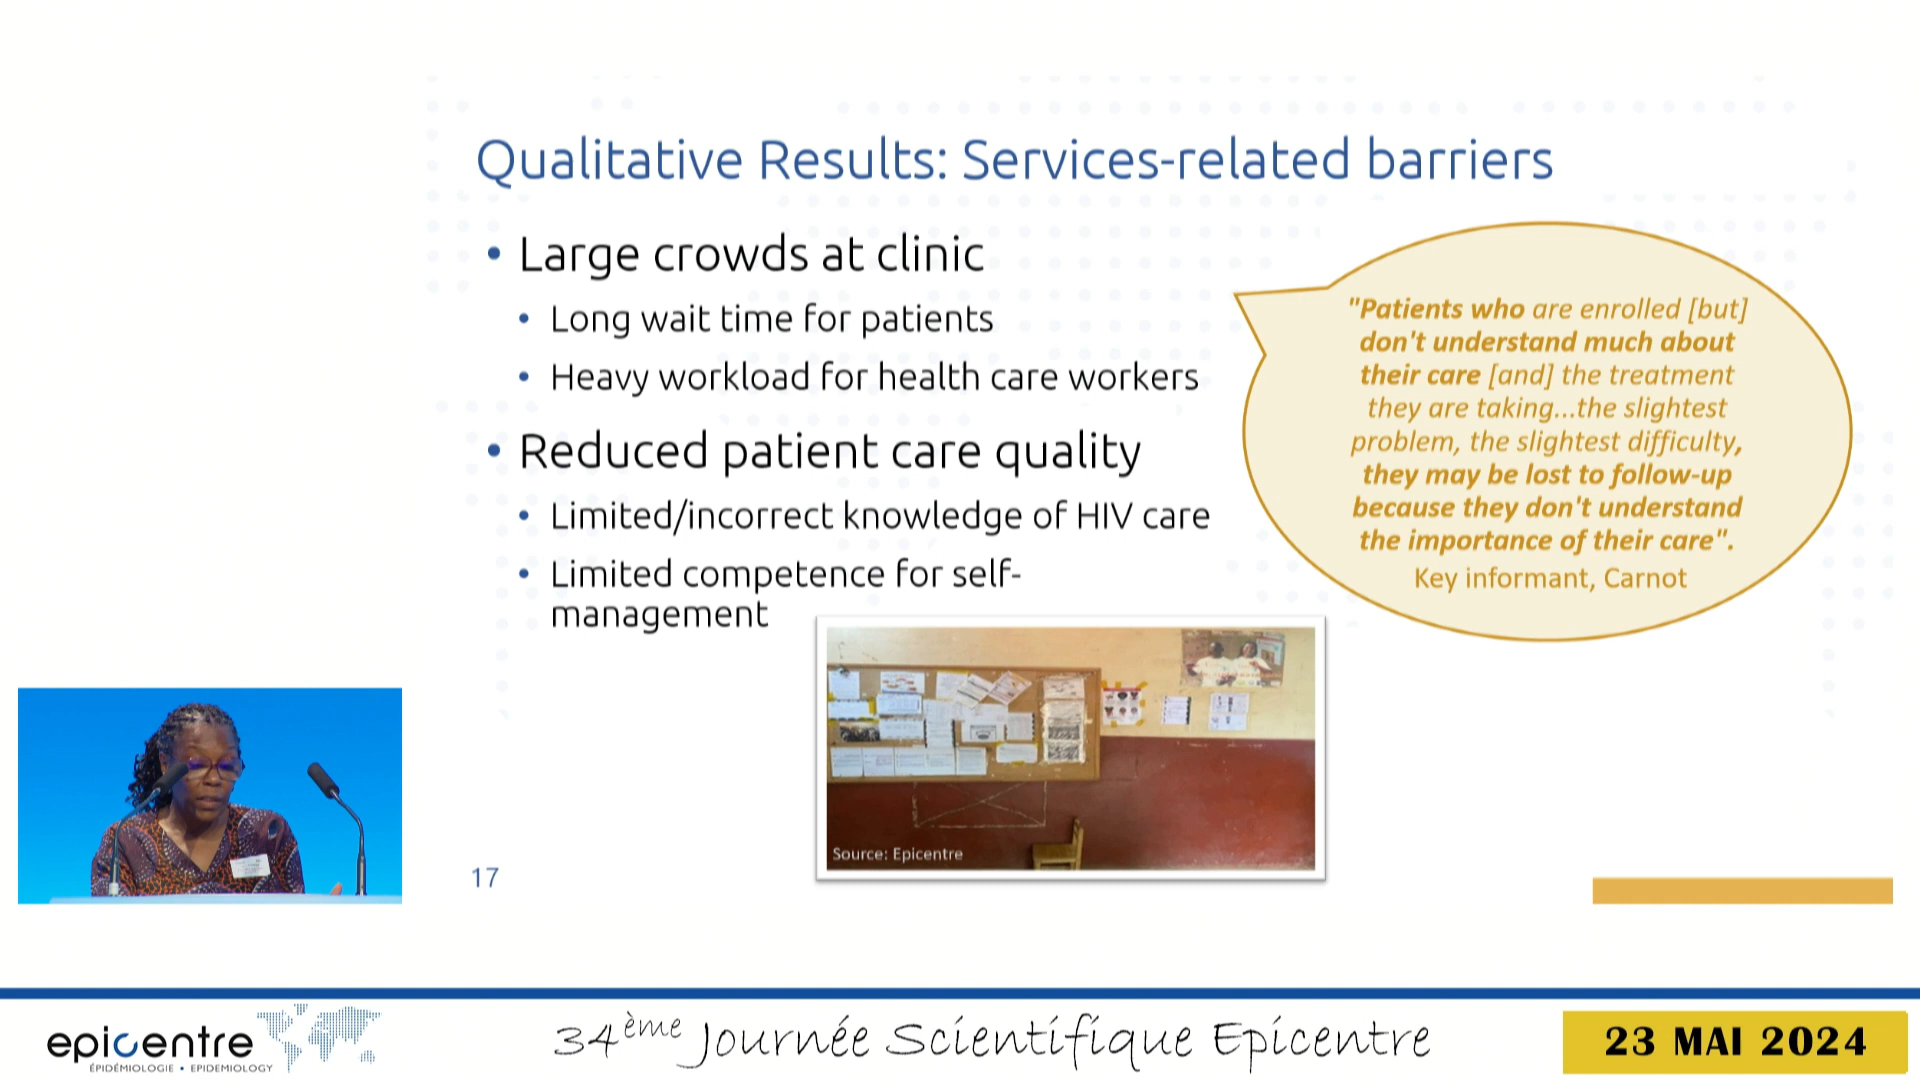 Qualitative Results: Services-related barriers
• Large crowds at clinic
• Long wait time for patients
• Heavy workload for health care workers
• Reduced patient care quality
• Limited/incorrect knowledge of HIV care
• Limited competence for self-
management
"Patients who are enrolled [but]
don't understand much about
their care [and] the treatment
they are taking...the slightest
problem, the slightest difficulty,
they may be lost to follow-up
because they don't understand
the importance of their care".
Key informant, Carnot
Source: Epicentre
17
epicentre
ÉPIDÉMIOLOGIE • EPIDEMIOLOGY
34ème Journée Scientifique Epicentre
23 MAI 2024